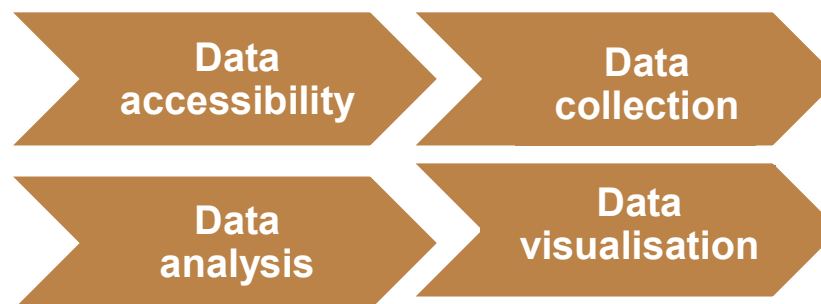 Data
accessibility
Data
collection
Data
analysis
Data
visualisation